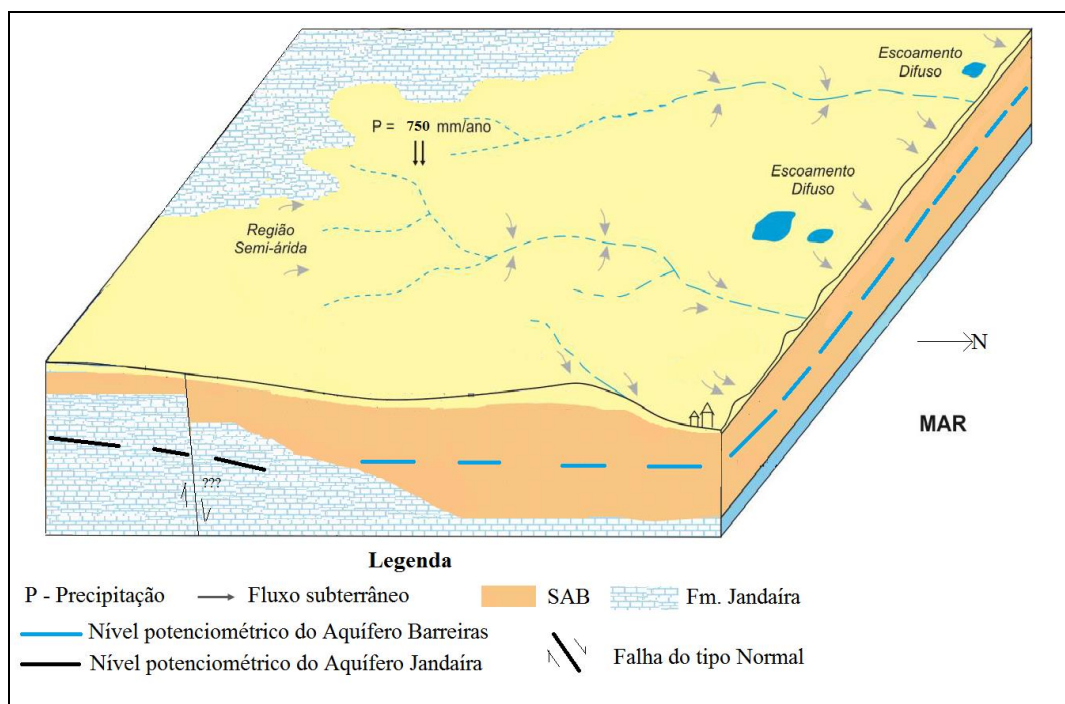 Escoamento
Difuso
P = 750 mm/ano
Escoamento
Difuso
Região
Semi-árida
N
MAR
???
Legenda
P - Precipitação
Fluxo subterrâneo
SAB
Fm. Jandaíra
Nível potenciométrico do Aquífero Barreiras
Nível potenciométrico do Aquífero Jandaíra
Falha do tipo Normal